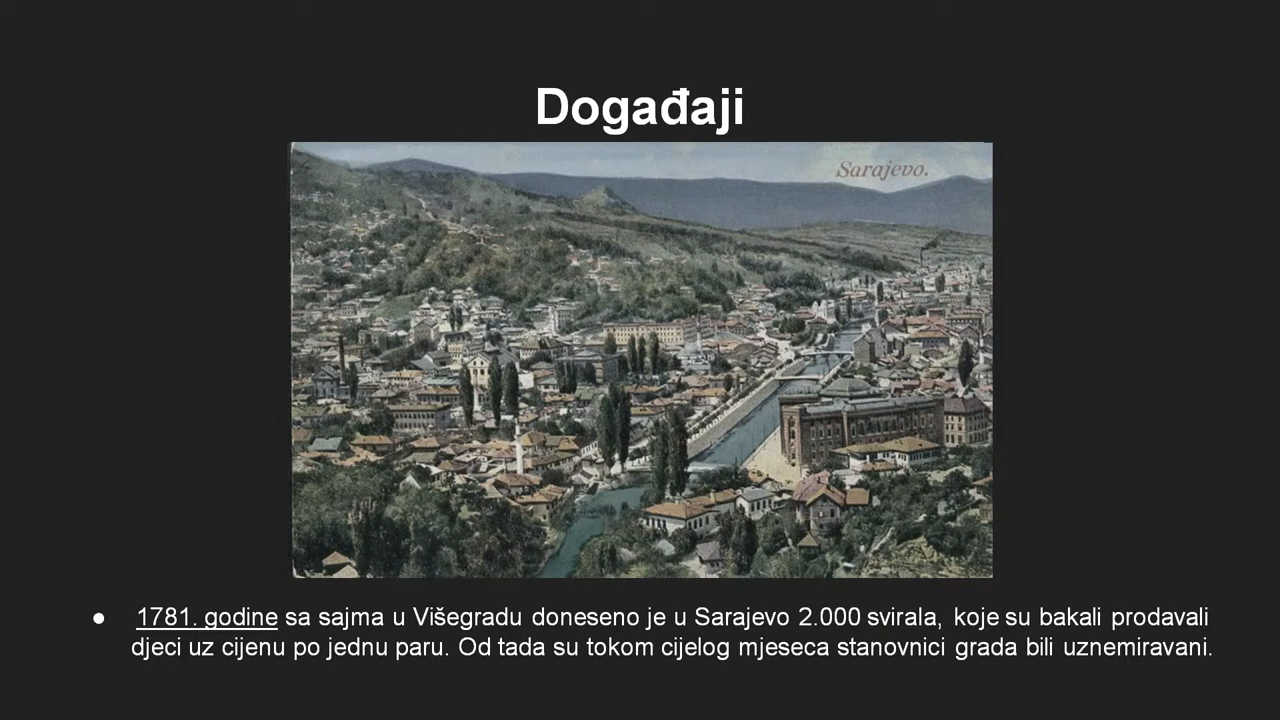 Događaji
Sarajevo.
● 1781. godine sa sajma u Višegradu doneseno je u Sarajevo 2.000 svirala, koje su bakali prodavali
djeci uz cijenu po jednu paru. Od tada su tokom cijelog mjeseca stanovnici grada bili uznemiravani.